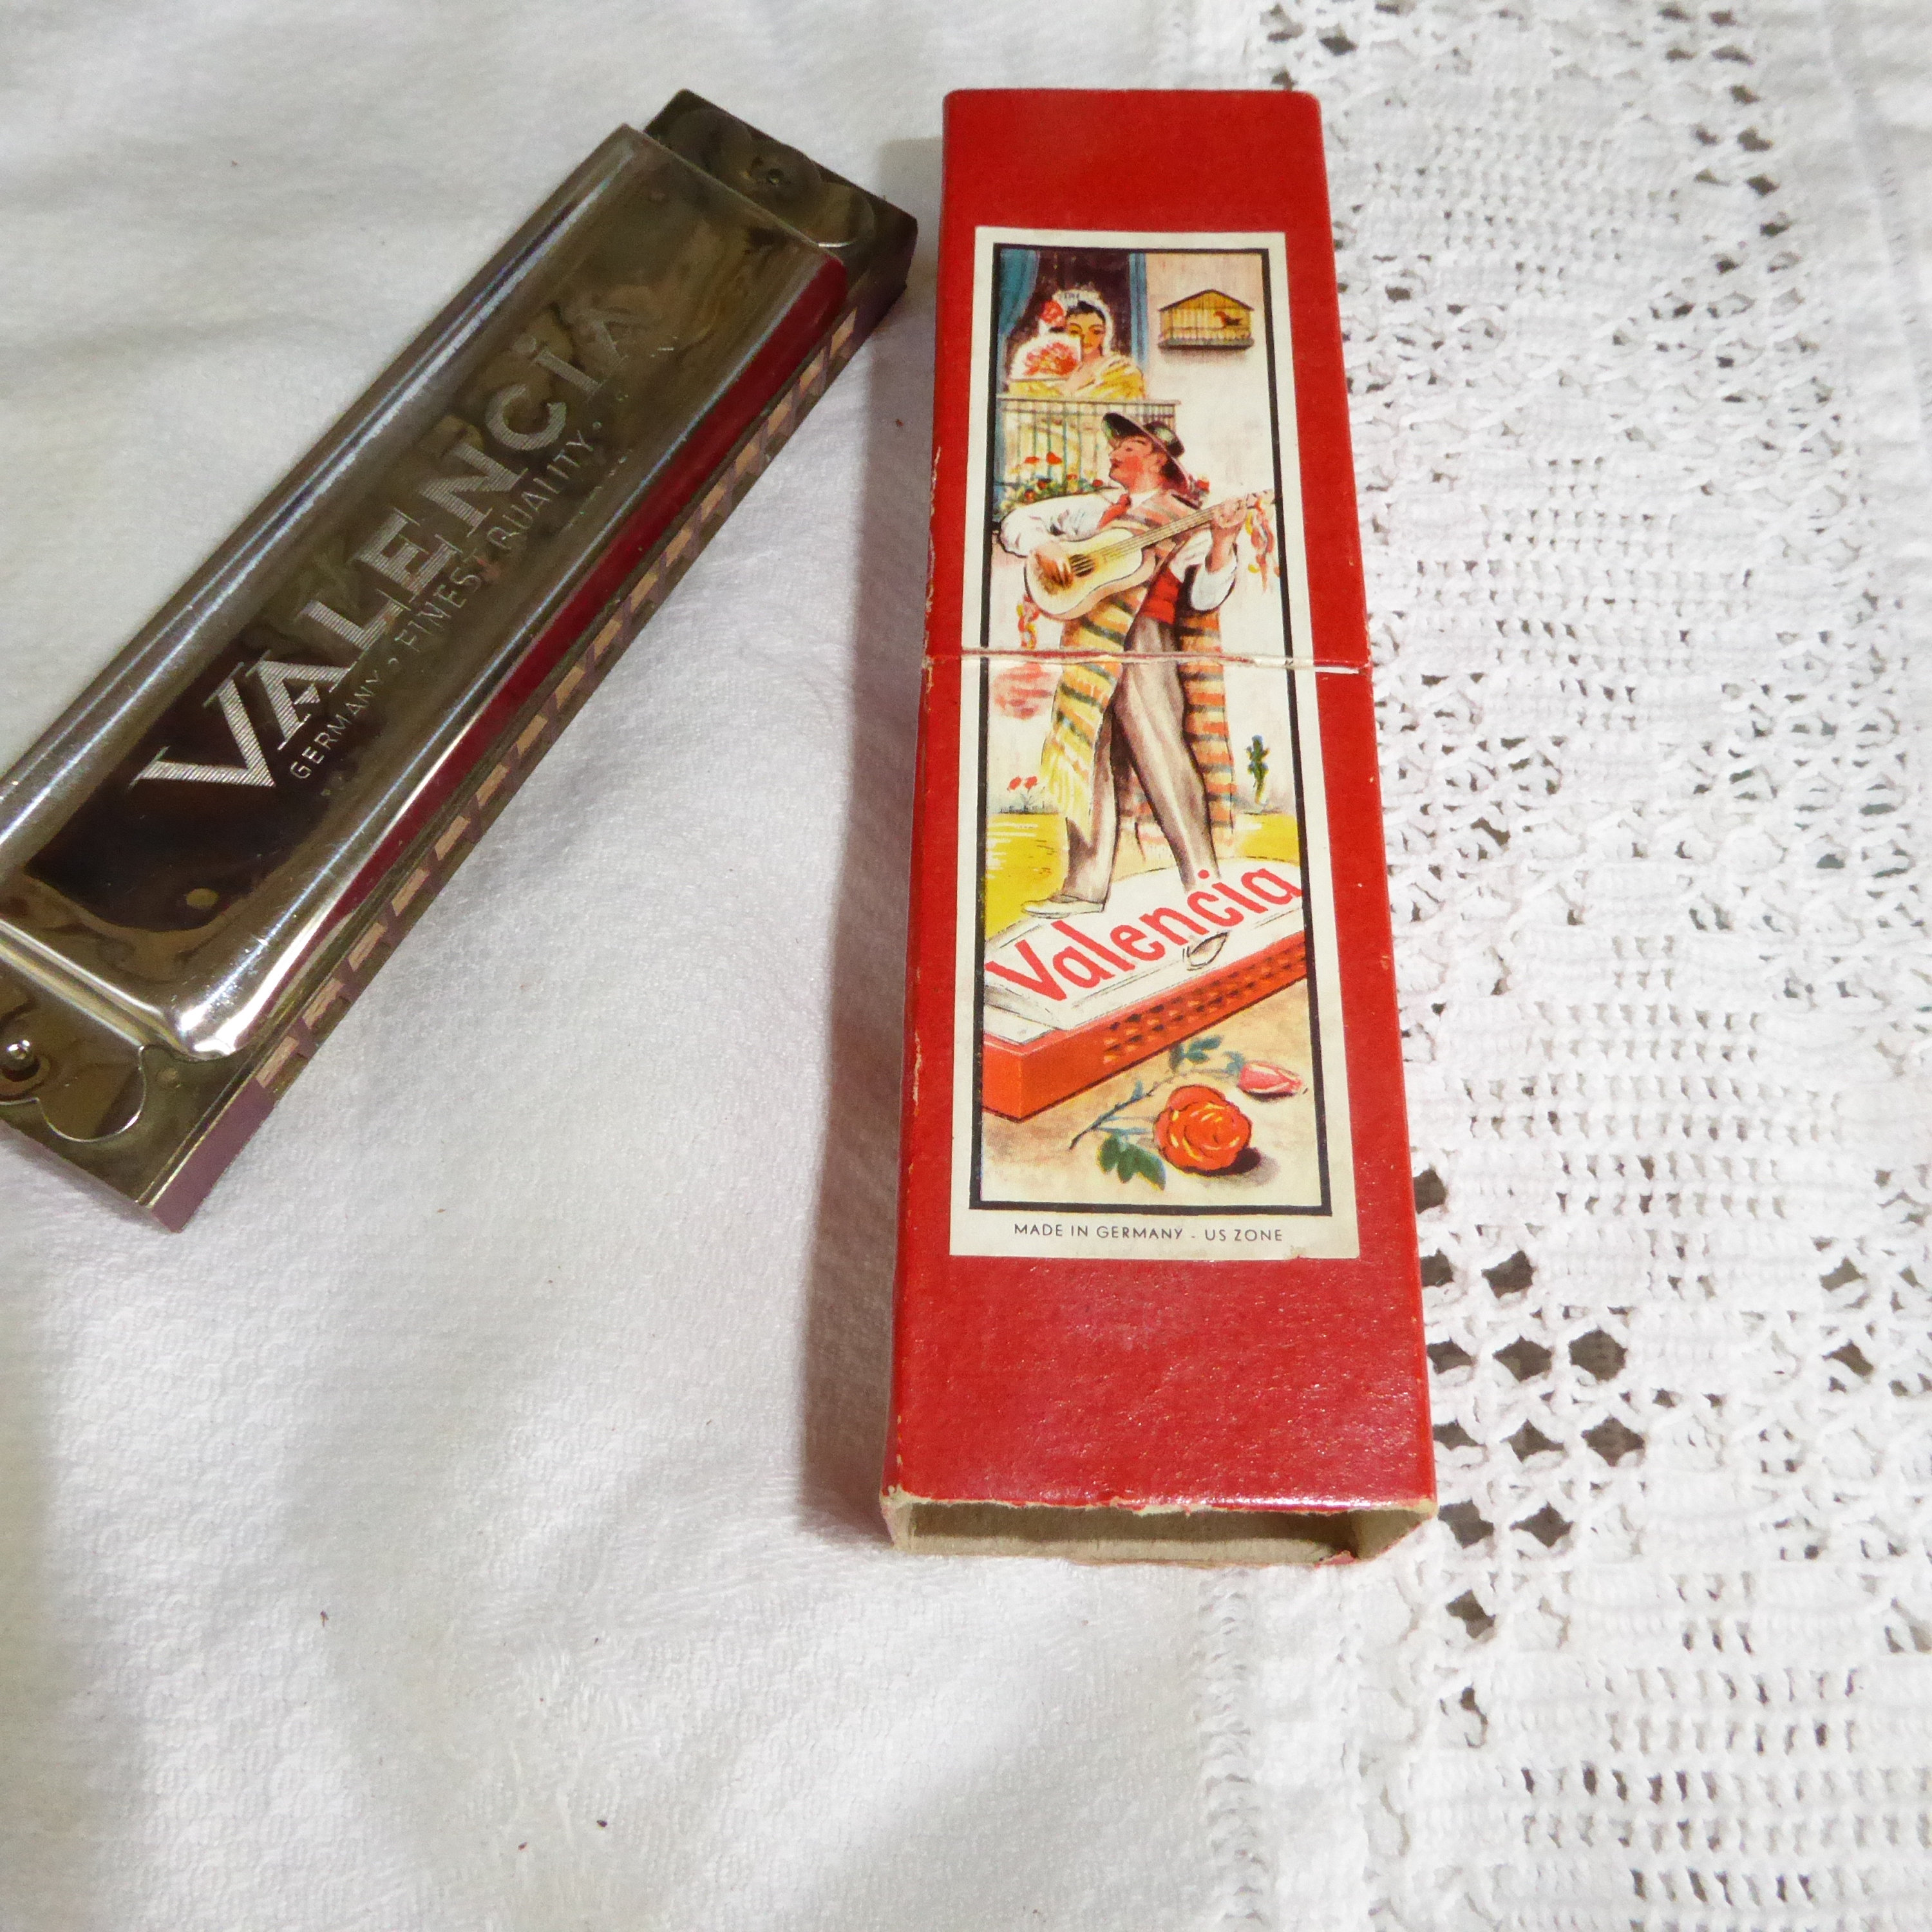 VALENCiA
GERMANY • FINEST QUALITY •
Valencia
MADE IN GERMANY - US ZONE